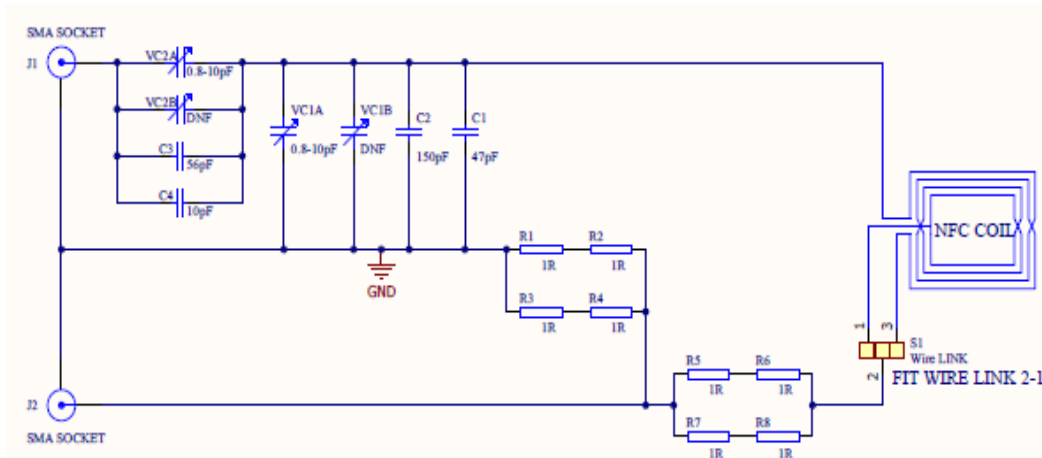 SMA SOCKET
J1
VC2A
0.8-10pF
VC2B
DNF
C3
56pF
C4
10pF
VC1A
0.8-10pF
VC1B
DNF
C2
150pF
C1
47pF
NFC COIL
R1
1R
R2
1R
GND
R3
1R
R4
1R
1
3
S1
Wire LINK
2
FIT WIRE LINK 2-1
R5
1R
R6
1R
J2
SMA SOCKET
R7
1R
R8
1R